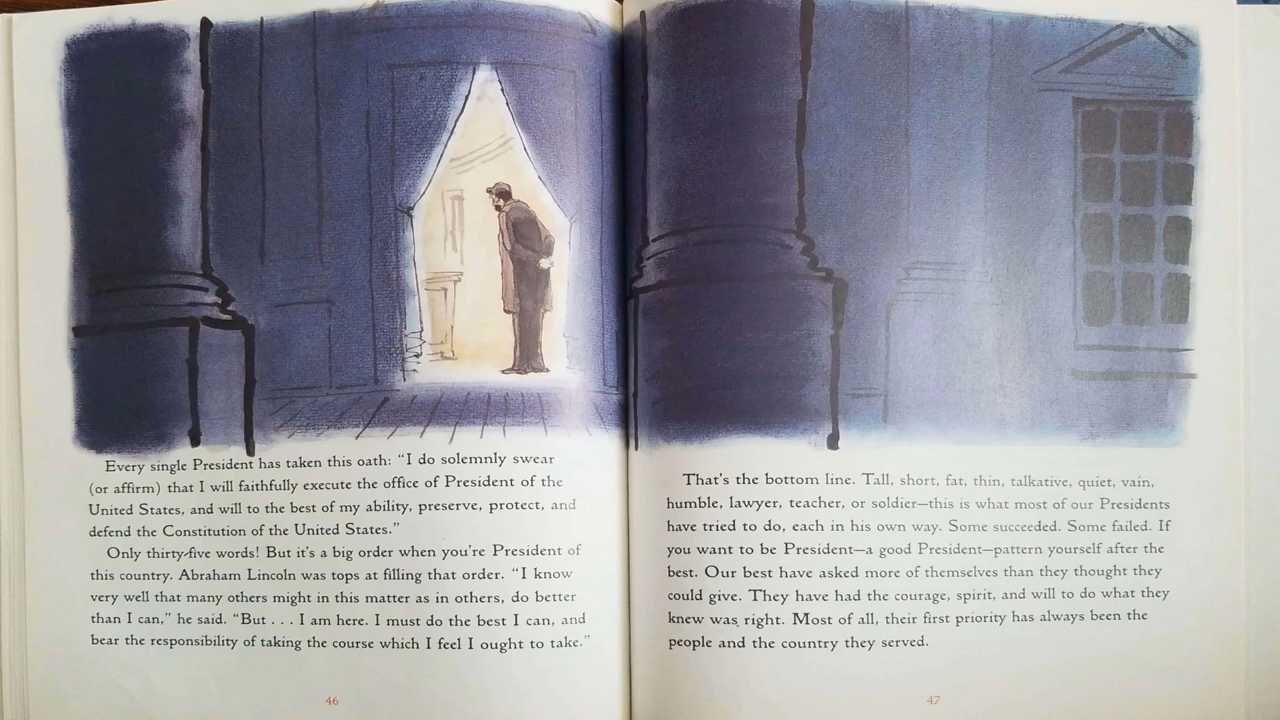 Every single President has taken this oath: “I do solemnly swear
(or affirm) that I will faithfully execute the office of President of the
United States, and will to the best of my ability, preserve, protect, and
defend the Constitution of the United States.”
Only thirty-five words! But it’s a big order when you’re President of
this country. Abraham Lincoln was tops at filling that order. “I know
very well that many others might in this matter as in others, do better
than I can,” he said. “But . . . I am here. I must do the best I can, and
bear the responsibility of taking the course which I feel I ought to take.”
46
That’s the bottom line. Tall, short, fat, thin, talkative, quiet, vain,
humble, lawyer, teacher, or soldier—this is what most of our Presidents
have tried to do, each in his own way. Some succeeded. Some failed. If
you want to be President—a good President—pattern yourself after the
best. Our best have asked more of themselves than they thought they
could give. They have had the courage, spirit, and will to do what they
knew was right. Most of all, their first priority has always been the
people and the country they served.
47